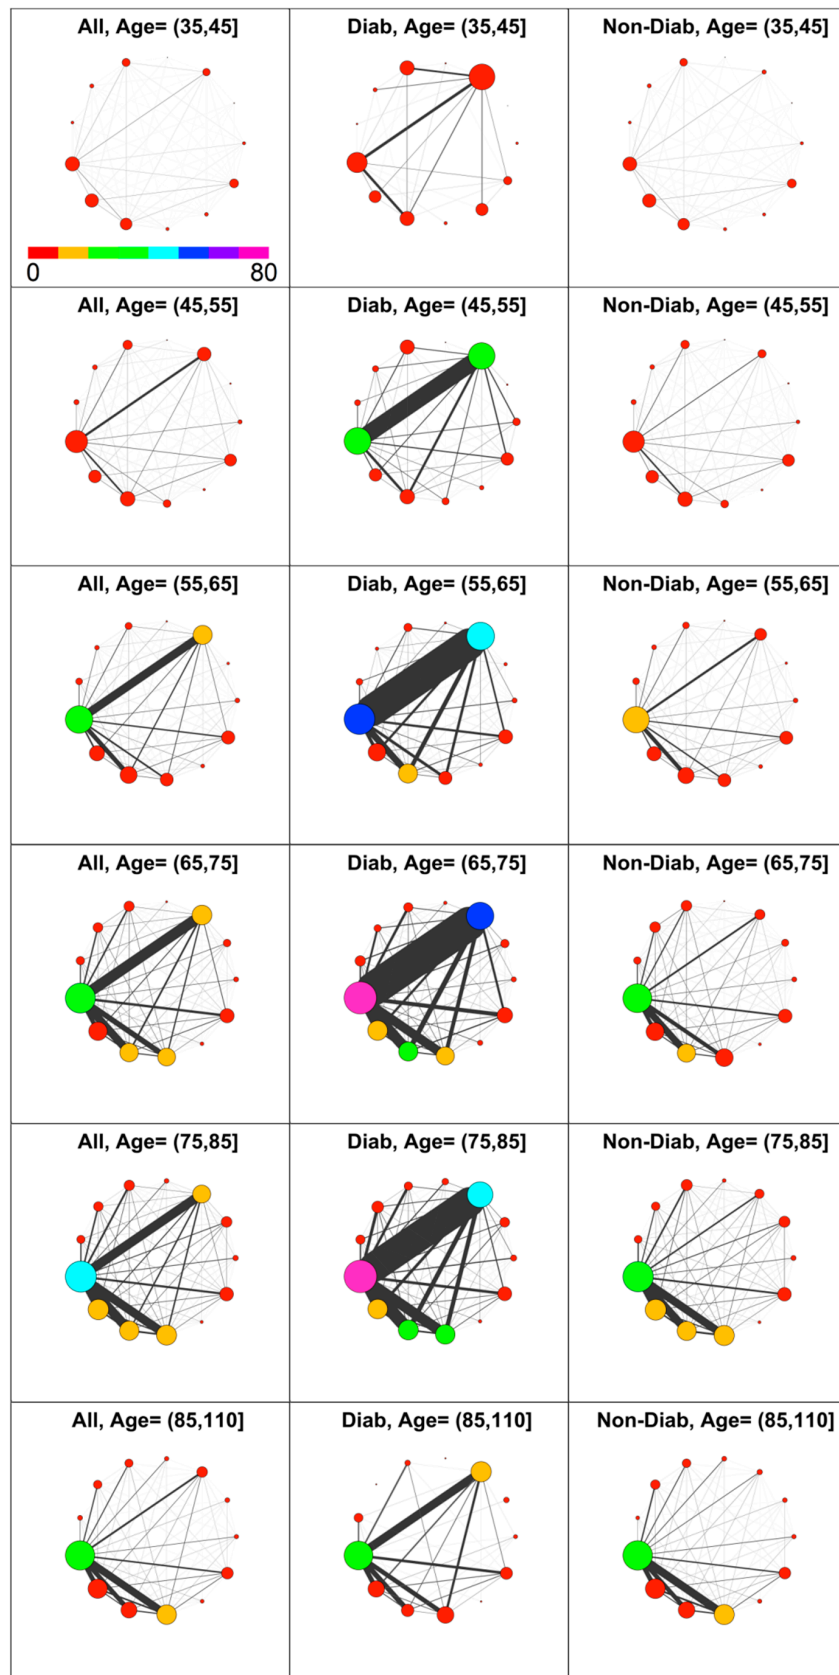 All, Age= (35,45]
Diab, Age= (35,45]
Non-Diab, Age= (35,45]
0
80
All, Age= (45,55]
Diab, Age= (45,55]
Non-Diab, Age= (45,55]
All, Age= (55,65]
Diab, Age= (55,65]
Non-Diab, Age= (55,65]
All, Age= (65,75]
Diab, Age= (65,75]
Non-Diab, Age= (65,75]
All, Age= (75,85]
Diab, Age= (75,85]
Non-Diab, Age= (75,85]
All, Age= (85,110]
Diab, Age= (85,110]
Non-Diab, Age= (85,110]